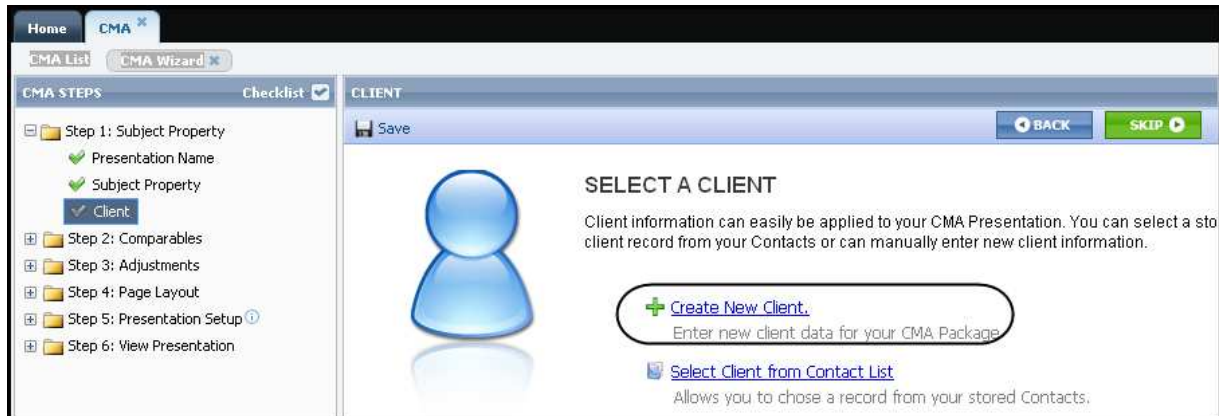 Home CMA
CMA List CMA Wizard
CMA STEPS Checklist
Step 1: Subject Property
Presentation Name
Subject Property
Client
Step 2: Comparables
Step 3: Adjustments
Step 4: Page Layout
Step 5: Presentation Setup
Step 6: View Presentation
CLIENT
Save BACK SKIP
SELECT A CLIENT
Client information can easily be applied to your CMA Presentation. You can select a sto
client record from your Contacts or can manually enter new client information.
Create New Client.
Enter new client data for your CMA Package
Select Client from Contact List
Allows you to chose a record from your stored Contacts.